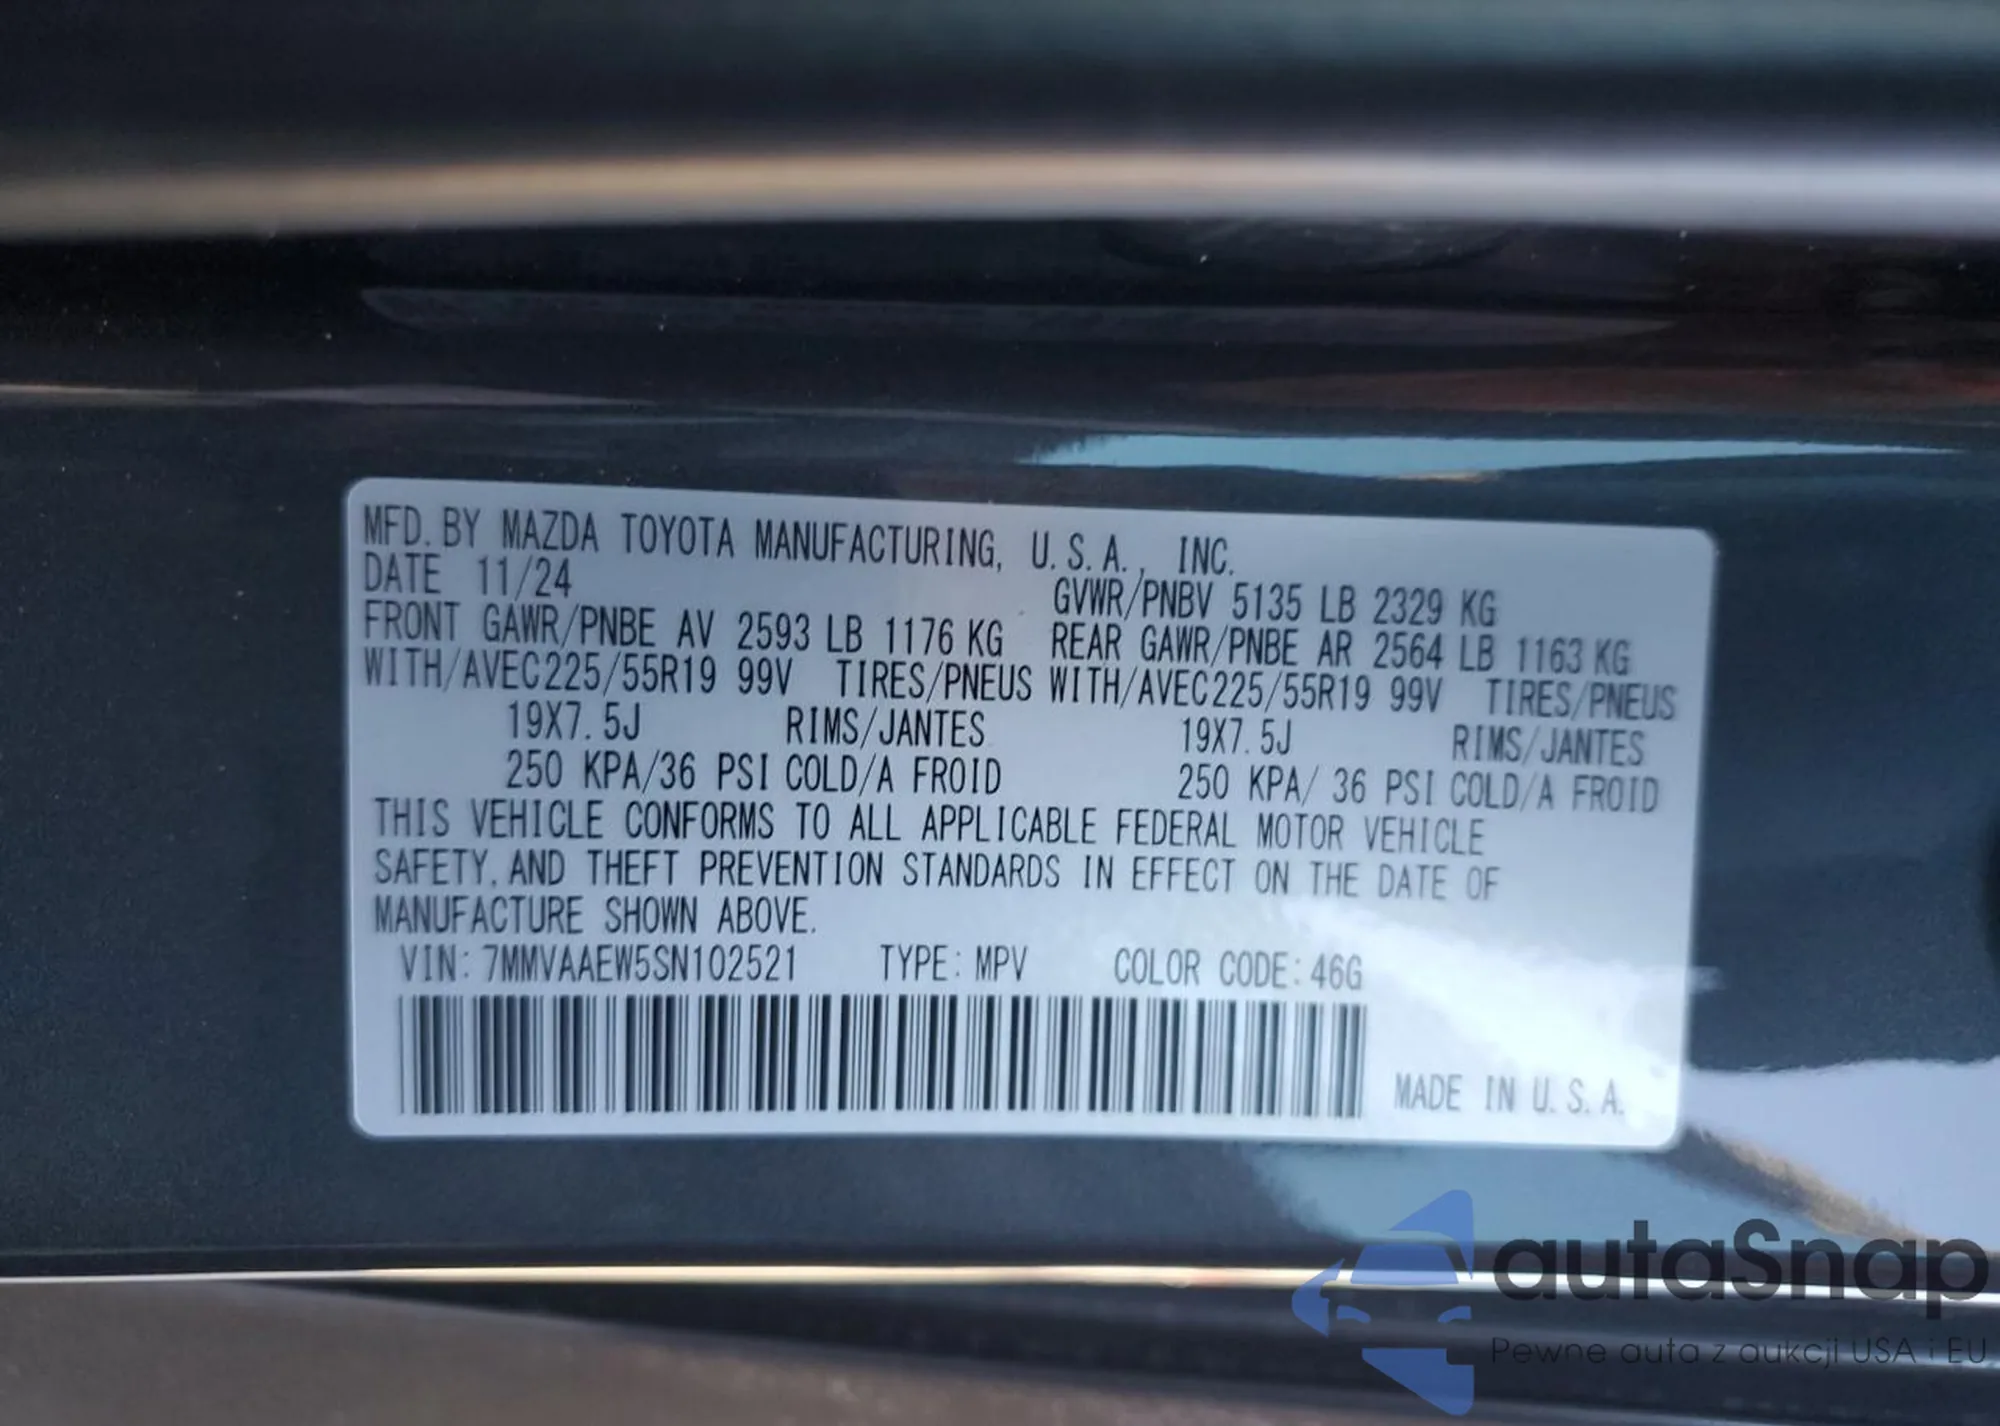 MFD. BY MAZDA TOYOTA MANUFACTURING, U.S.A., INC.
DATE 11/24 GVWR/PNBV 5135 LB 2329 KG
FRONT GAWR/PNBE AV 2593 LB 1176 KG REAR GAWR/PNBE AR 2564 LB 1163 KG
WITH/AVEC225/55R19 99V TIRES/PNEUS WITH/AVEC225/55R19 99V TIRES/PNEUS
19X7.5J RIMS/JANTES 19X7.5J RIMS/JANTES
250 KPA/36 PSI COLD/A FROID 250 KPA/ 36 PSI COLD/A FROID
THIS VEHICLE CONFORMS TO ALL APPLICABLE FEDERAL MOTOR VEHICLE
SAFETY, AND THEFT PREVENTION STANDARDS IN EFFECT ON THE DATE OF
MANUFACTURE SHOWN ABOVE.
VIN: 7MMVAAEW5SN102521 TYPE: MPV COLOR CODE: 46G
MADE IN U.S.A.
autaSnap
Pewne auta z aukcji USA i EU